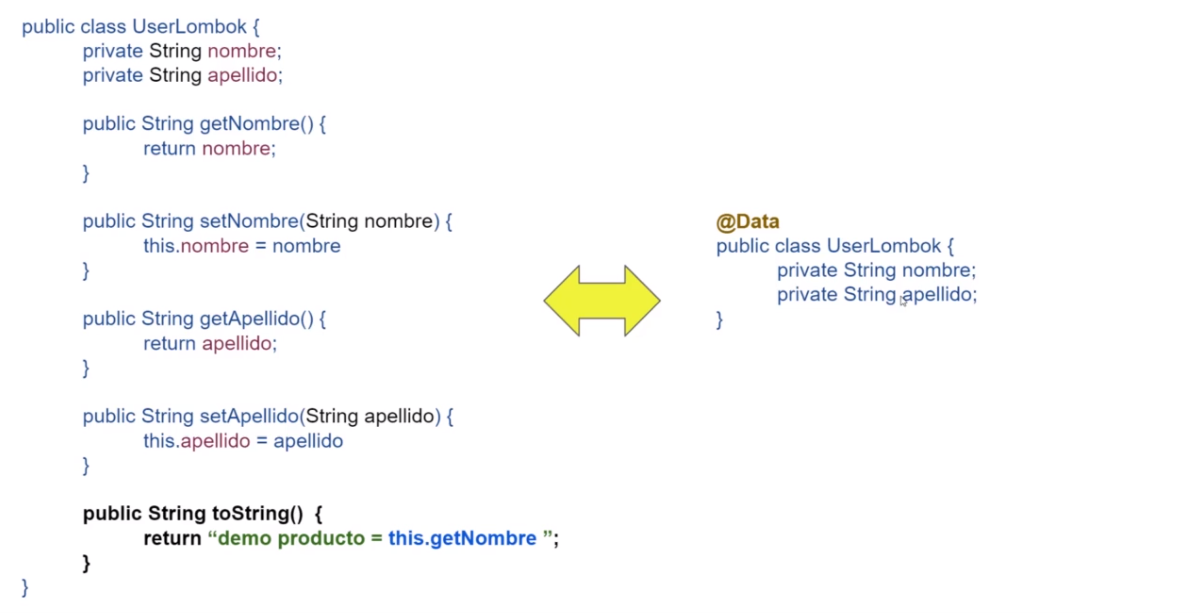 public class UserLombok {
private String nombre;
private String apellido;
public String getNombre() {
return nombre;
}
public String setNombre(String nombre) {
this.nombre = nombre
}
public String getApellido() {
return apellido;
}
public String setApellido(String apellido) {
this.apellido = apellido
}
public String toString() {
return “demo producto = this.getNombre ”;
}
}
@Data
public class UserLombok {
private String nombre;
private String apellido;
}